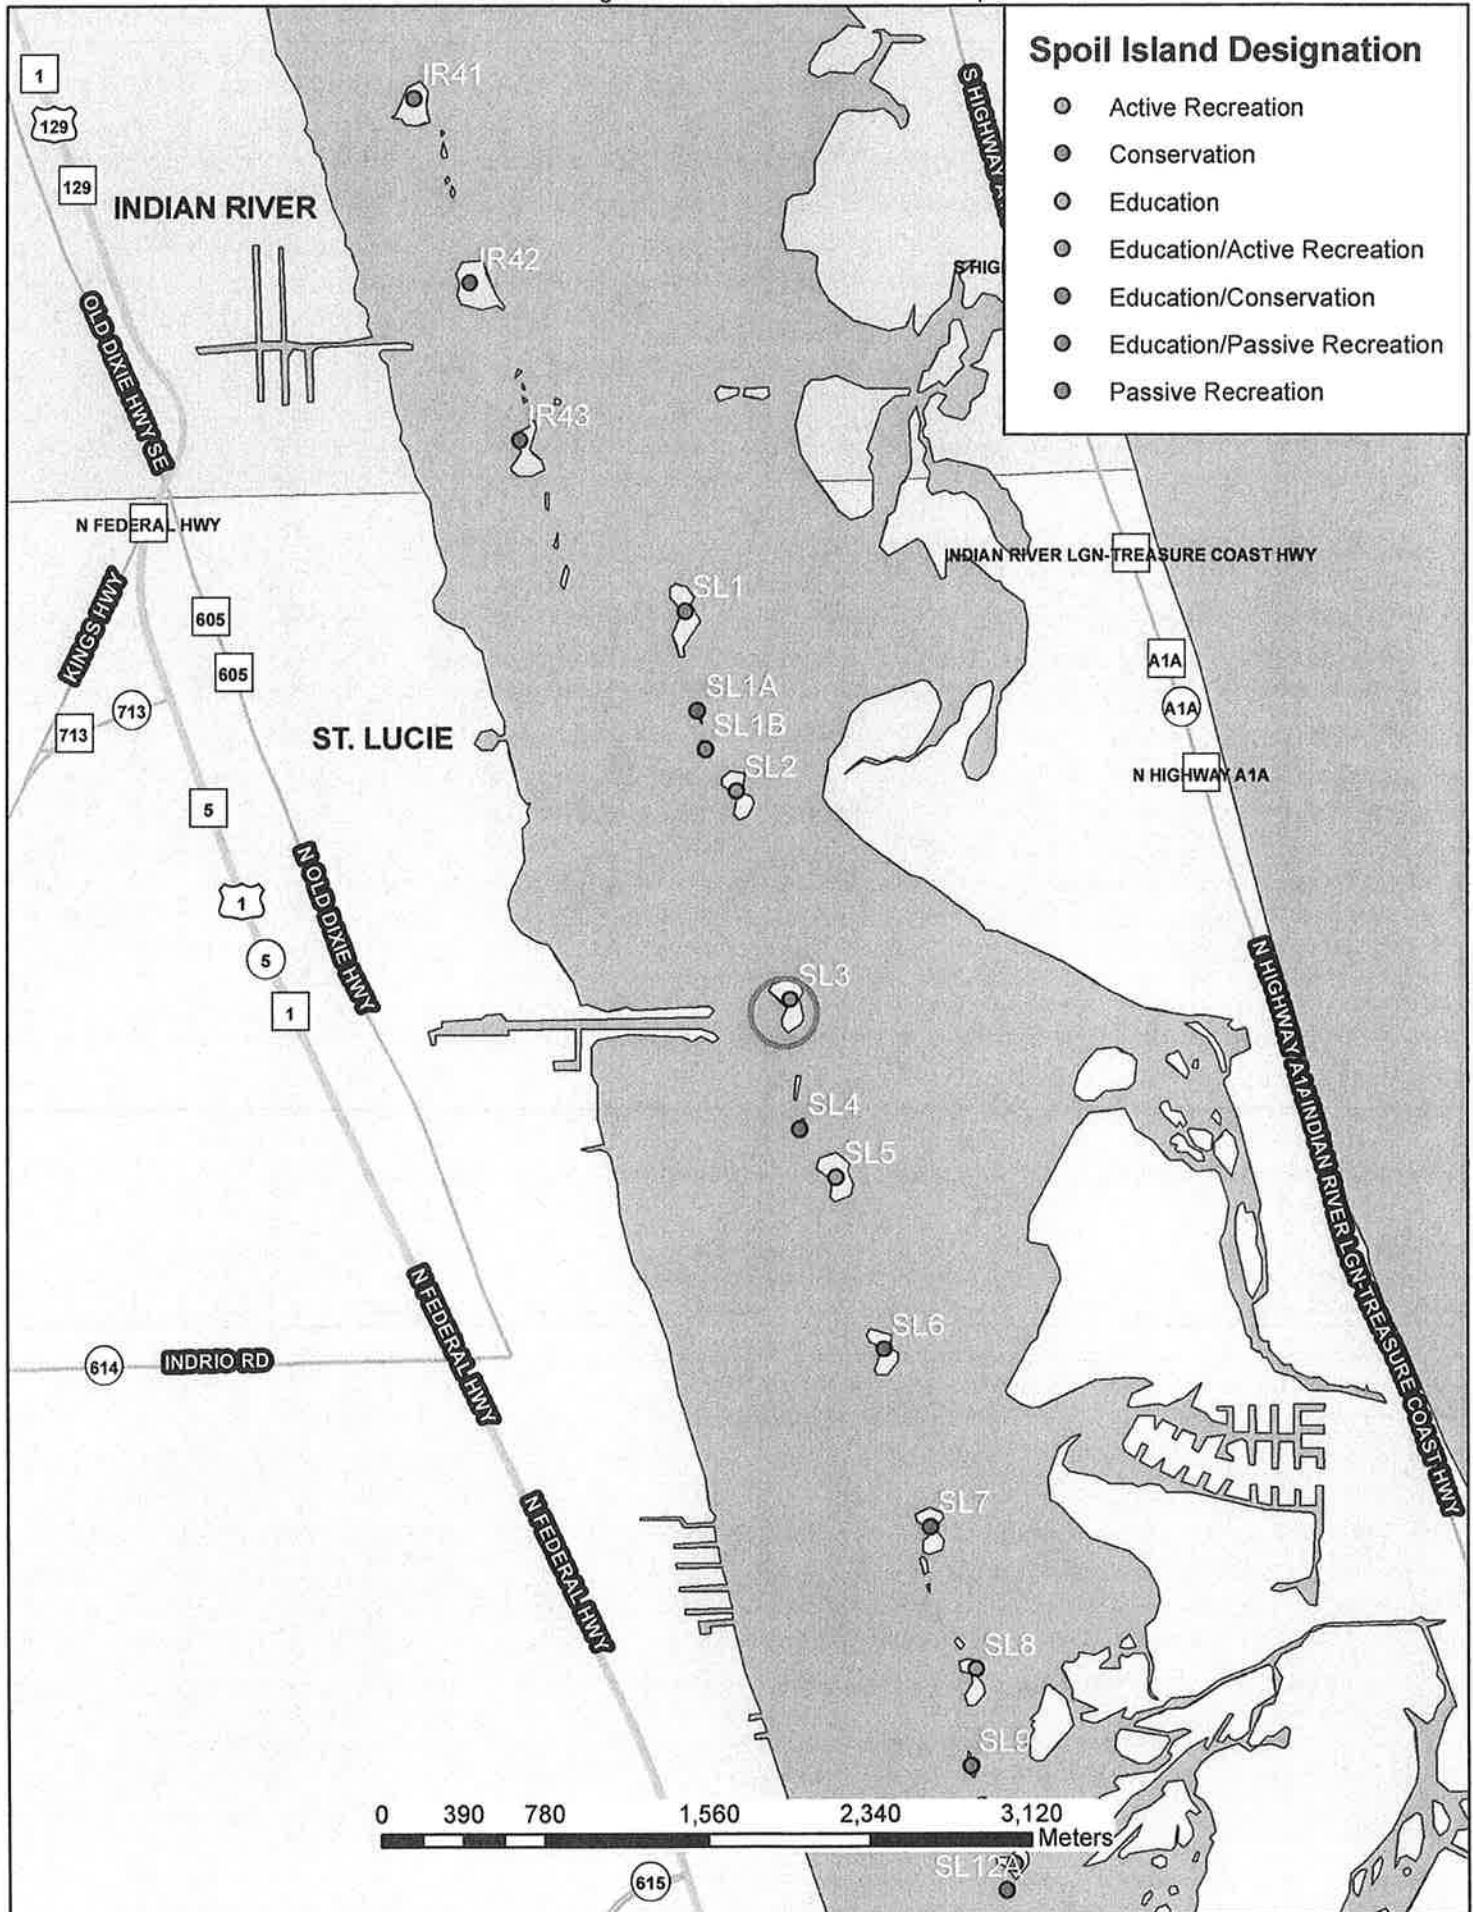 Spoil Island Designation
Active Recreation
Conservation
Education
Education/Active Recreation
Education/Conservation
Education/Passive Recreation
Passive Recreation
IR41
1
129
129
INDIAN RIVER
IR42
S HIG
OLD DIXIE HWY SE
IR43
N FEDERAL HWY
INDIAN RIVER LGN-TREASURE COAST HWY
KINGS HWY
605
SL1
605
A1A
SL1A
713
A1A
713
SL1B
ST. LUCIE
SL2
N HIGHWAY A1A
5
1
N OLD DIXIE HWY
5
SL3
1
N HIGHWAY A1A
INDIAN RIVER LGN-TREASURE COAST HWY
SL4
SL5
N FEDERAL HWY
SL6
614
INDRIO RD
SL7
N FEDERAL HWY
SL8
SL9
0 390 780 1,560 2,340 3,120
Meters
SL12A
615